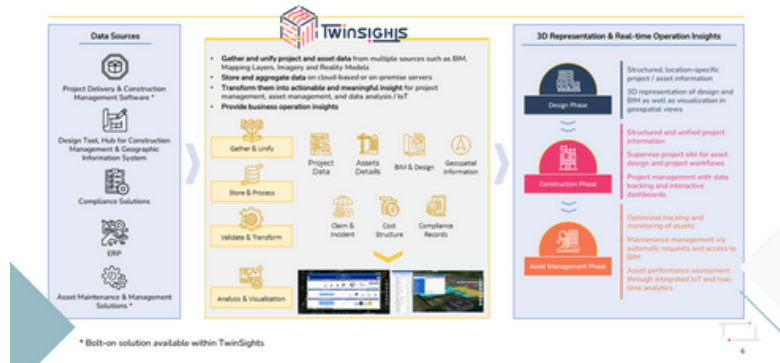 TWINSIGHTS
Data Sources
Project Delivery & Construction
Management Software *
Design Tool, Hub for Construction
Management & Geographic
Information System
Compliance Solutions
ERP
Asset Maintenance & Management
Solutions *
• Gather and unify project and asset data from multiple sources such as BIM,
Mapping Layers, Imagery and Reality Models
• Store and aggregate data on cloud-based or on-premise servers
• Transform them into actionable and meaningful insight for project
management, asset management, and data analysis / IoT
• Provide business operation insights
Gather & Unify
Store & Process
Validate & Transform
Analysis & Visualization
Project
Data
Assets
Details
BIM & Design
Geospatial
Information
Claim &
Incident
Cost
Structure
Compliance
Records
3D Representation & Real-time Operation Insights
Design Phase
Structured, location-specific
project / asset information
3D representation of design and
BIM as well as visualization in
geospatial views
Construction Phase
Structured and unified project
information
Supervise project site for asset
design and project workflows
Project management with data
tracking and interactive
dashboards
Asset Management Phase
Optimized tracking and
monitoring of assets
Maintenance management via
automatic requests and access to
BIM
Asset performance assessment
through integrated IoT and real-
time analytics
* Bolt-on solution available within TwinSights
6